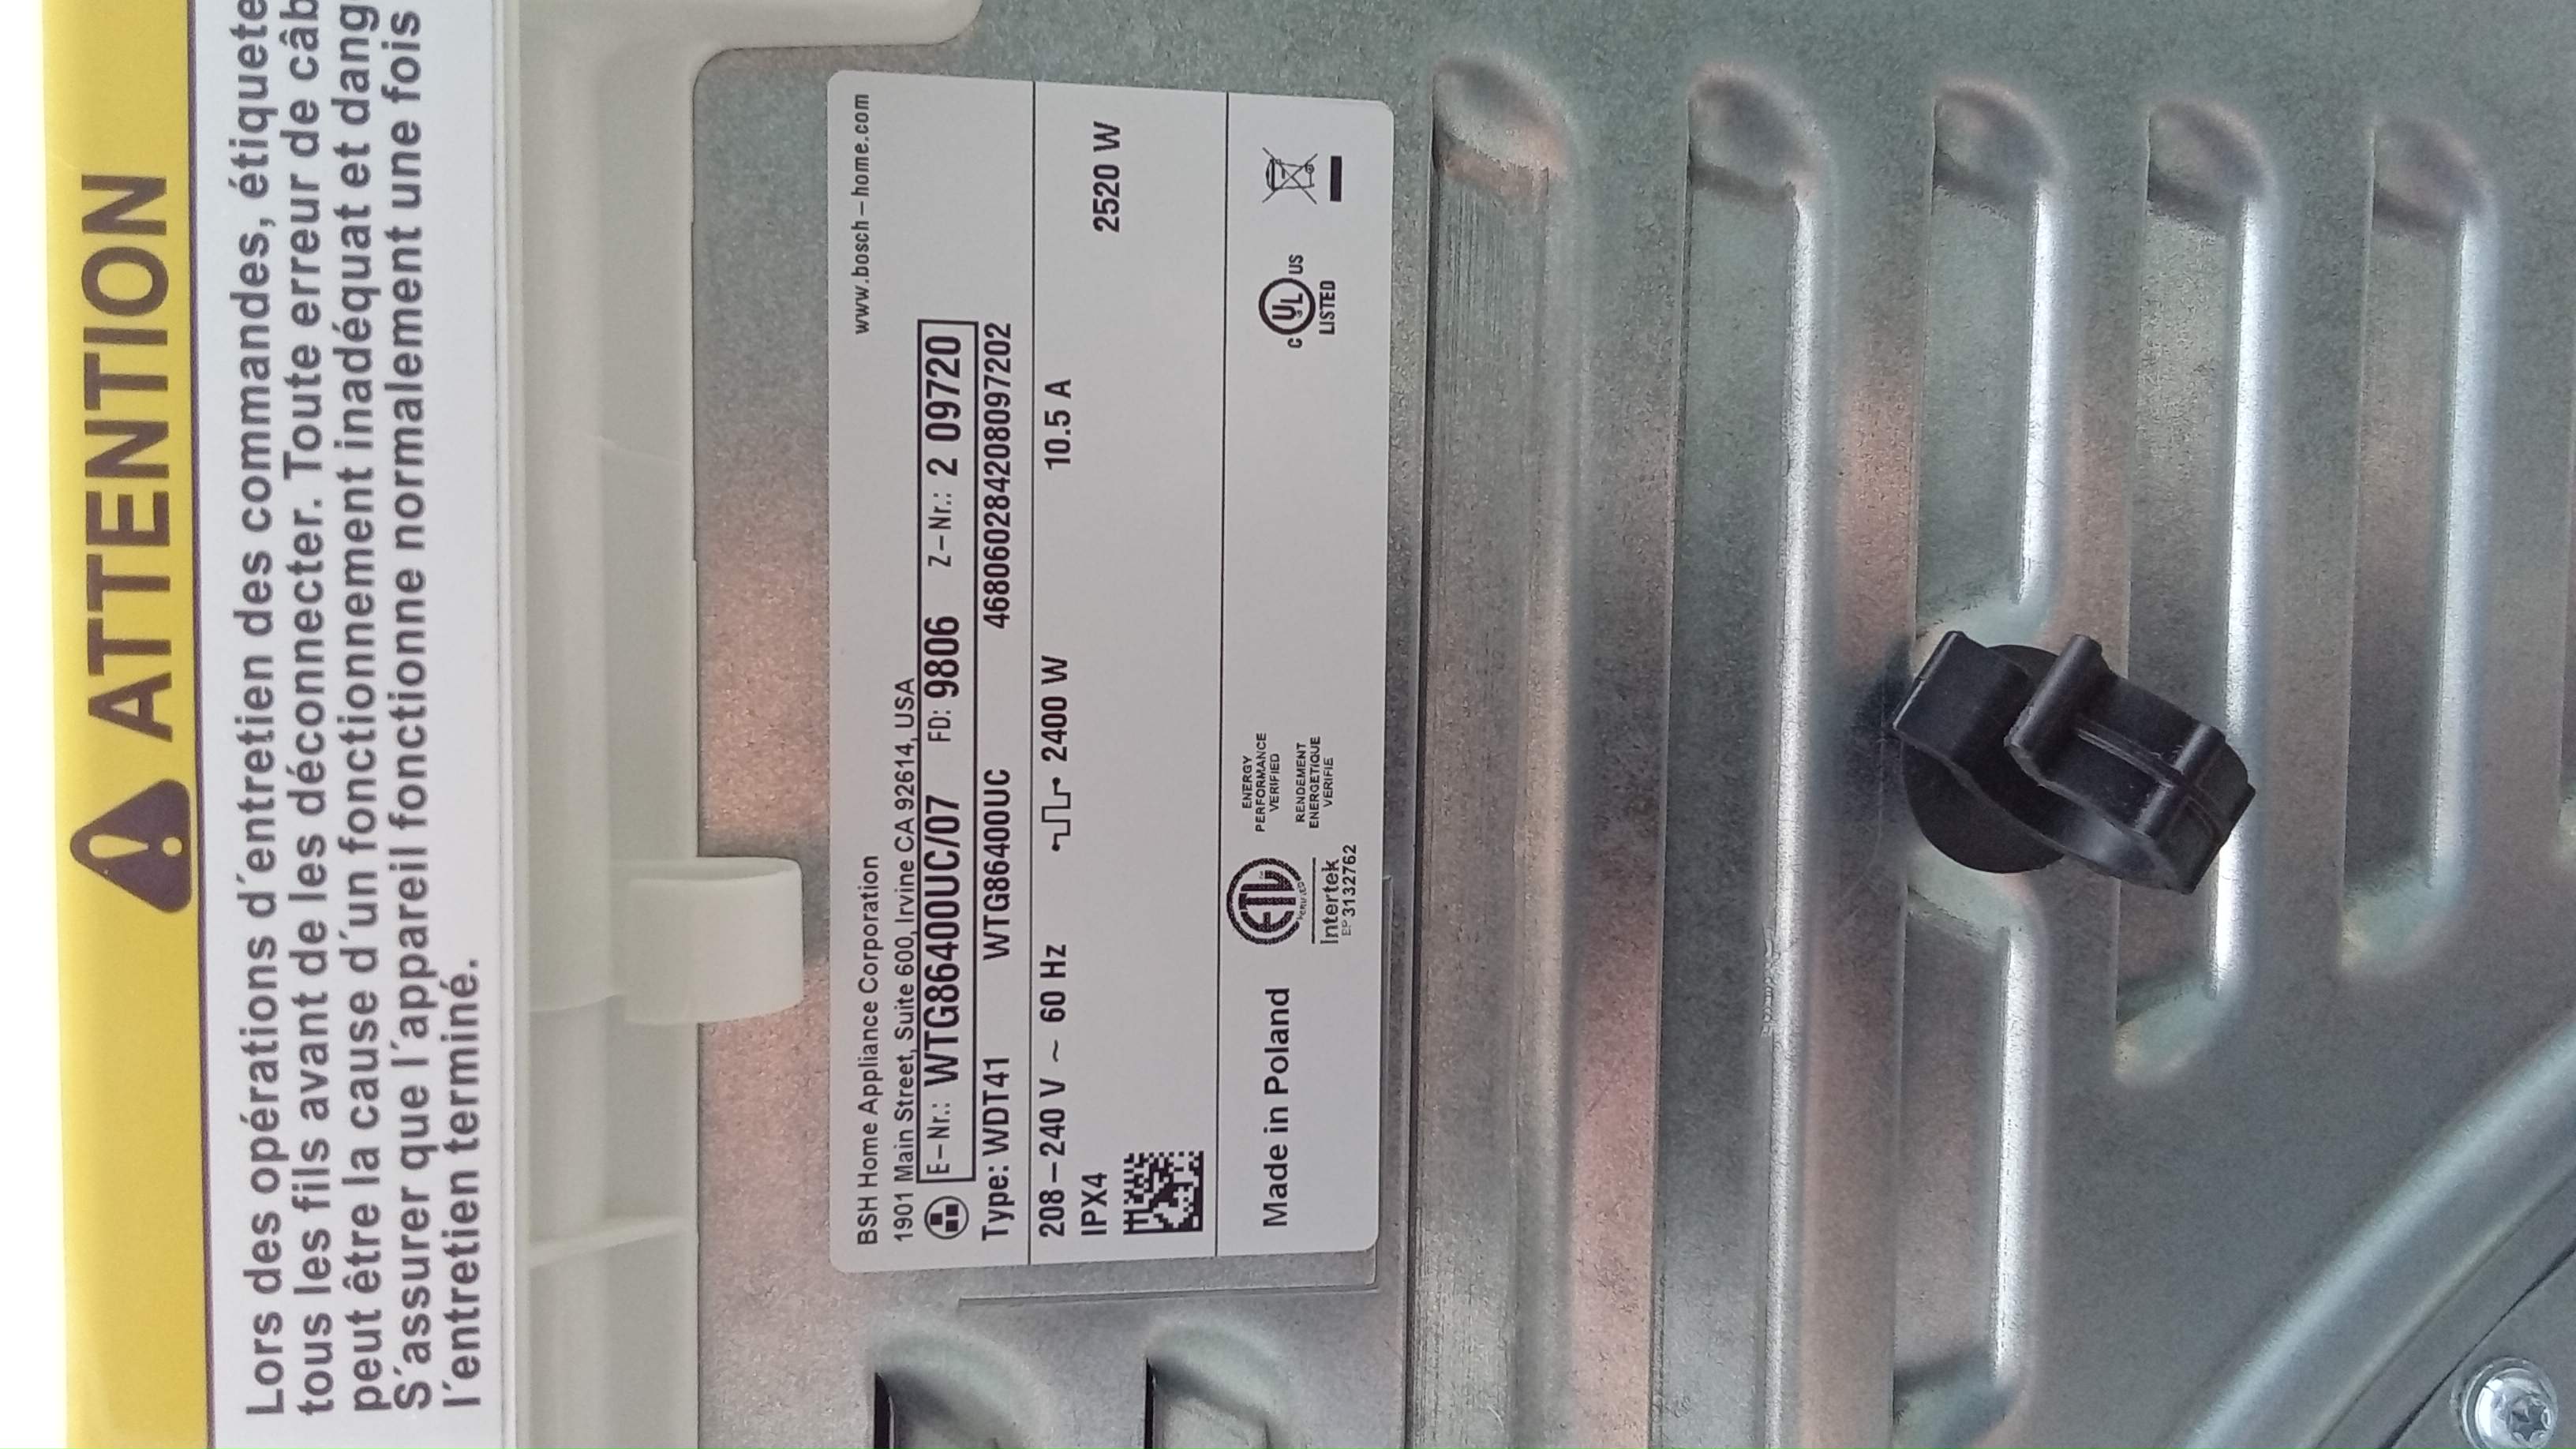 ATTENTION
Lors des opérations d´entretien des commandes, étiquete
tous les fils avant de les déconnecter. Toute erreur de câb
peut être la cause d´un fonctionnement inadéquat et dang
S´assurer que l´appareil fonctionne normalement une fois
l´entretien terminé.
BSH Home Appliance Corporation www.bosch-home.com
1901 Main Street, Suite 600, Irvine CA 92614, USA
E-Nr.: WTG86400UC/07 FD: 9806 Z-Nr.: 2 09720
Type: WDT41 WTG86400UC 468060284208097202
208-240 V ~ 60 Hz 2400 W 10.5 A
IPX4 2520 W
Made in Poland
ETL
Intertek
EP 3132762
ENERGY
PERFORMANCE
VERIFIED
RENDEMENT
ENERGETIQUE
VERIFIE
C UL US
LISTED